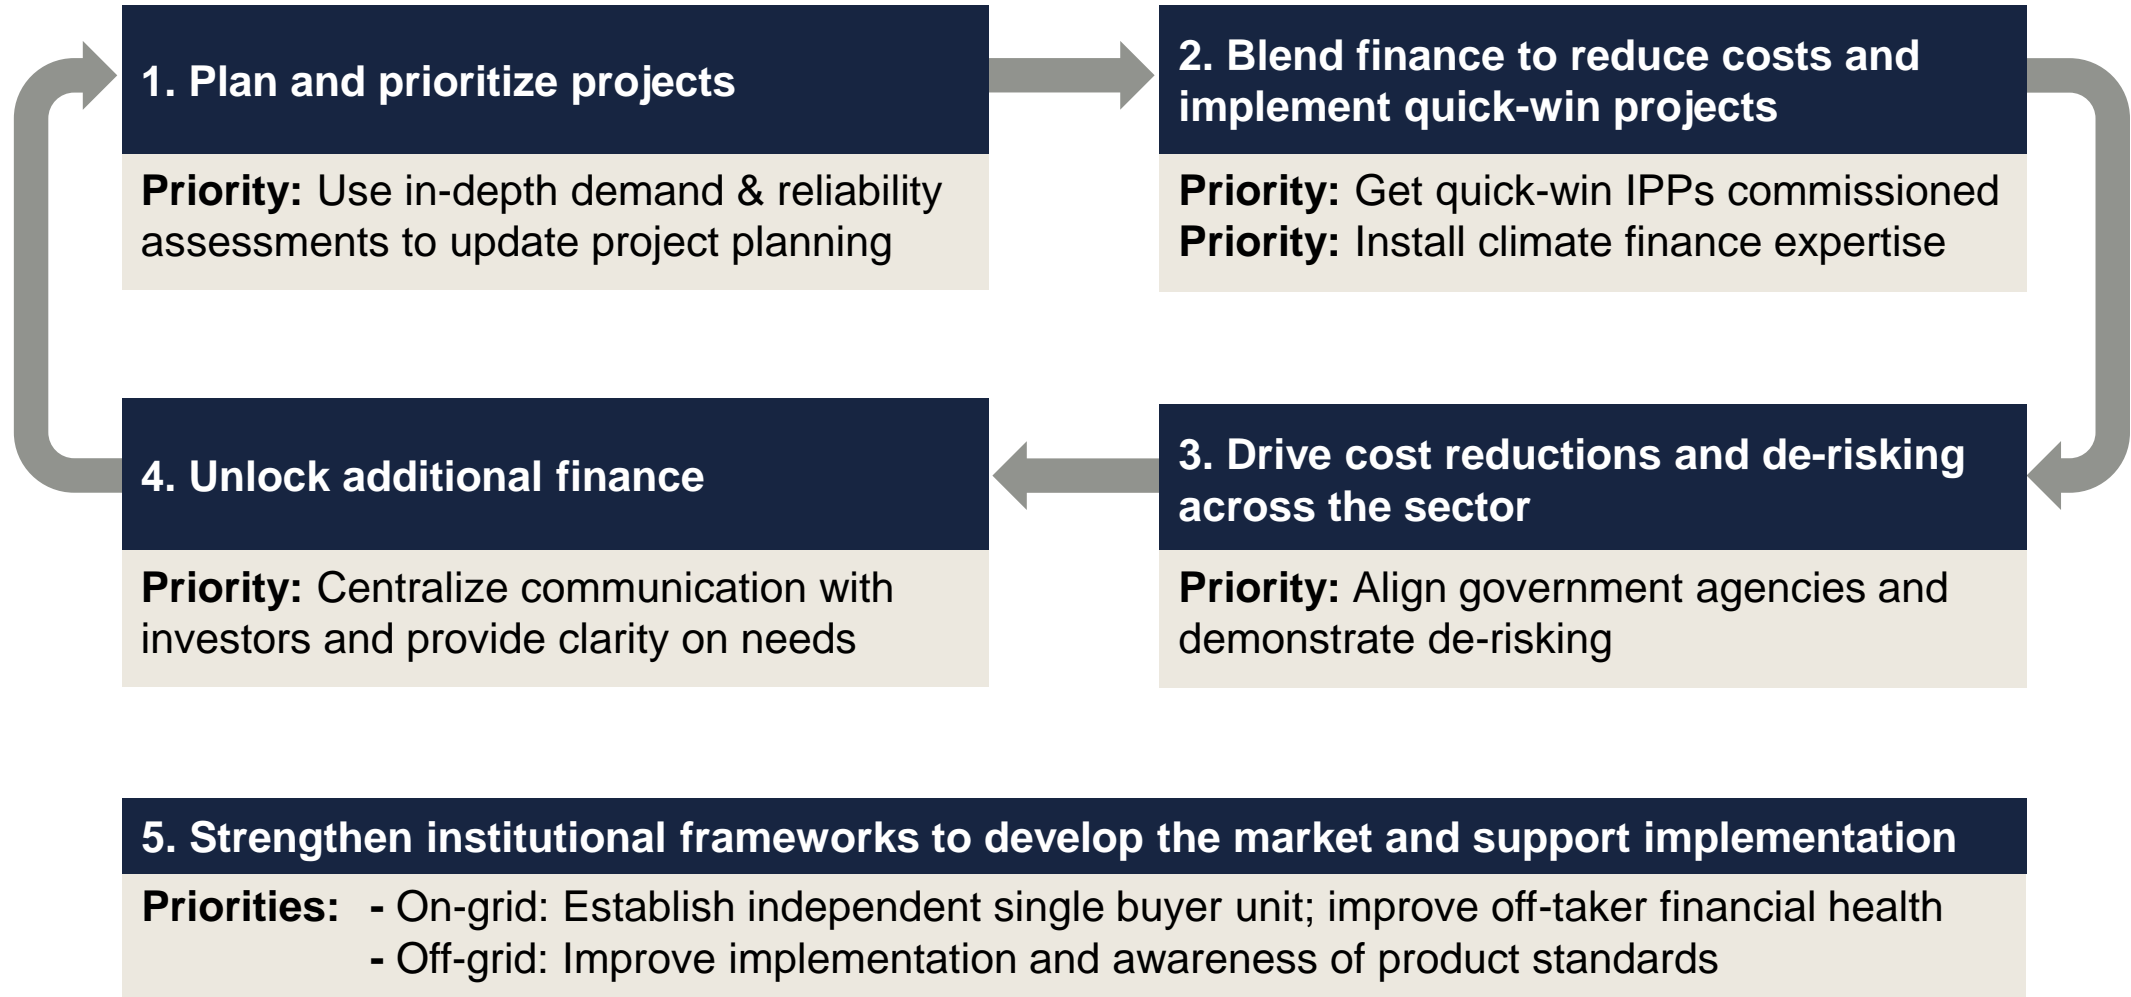 1. Plan and prioritize projects
Priority: Use in-depth demand & reliability
assessments to update project planning
2. Blend finance to reduce costs and
implement quick-win projects
Priority: Get quick-win IPPs commissioned
Priority: Install climate finance expertise
3. Drive cost reductions and de-risking
across the sector
Priority: Align government agencies and
demonstrate de-risking
4. Unlock additional finance
Priority: Centralize communication with
investors and provide clarity on needs
5. Strengthen institutional frameworks to develop the market and support implementation
Priorities: - On-grid: Establish independent single buyer unit; improve off-taker financial health
- Off-grid: Improve implementation and awareness of product standards